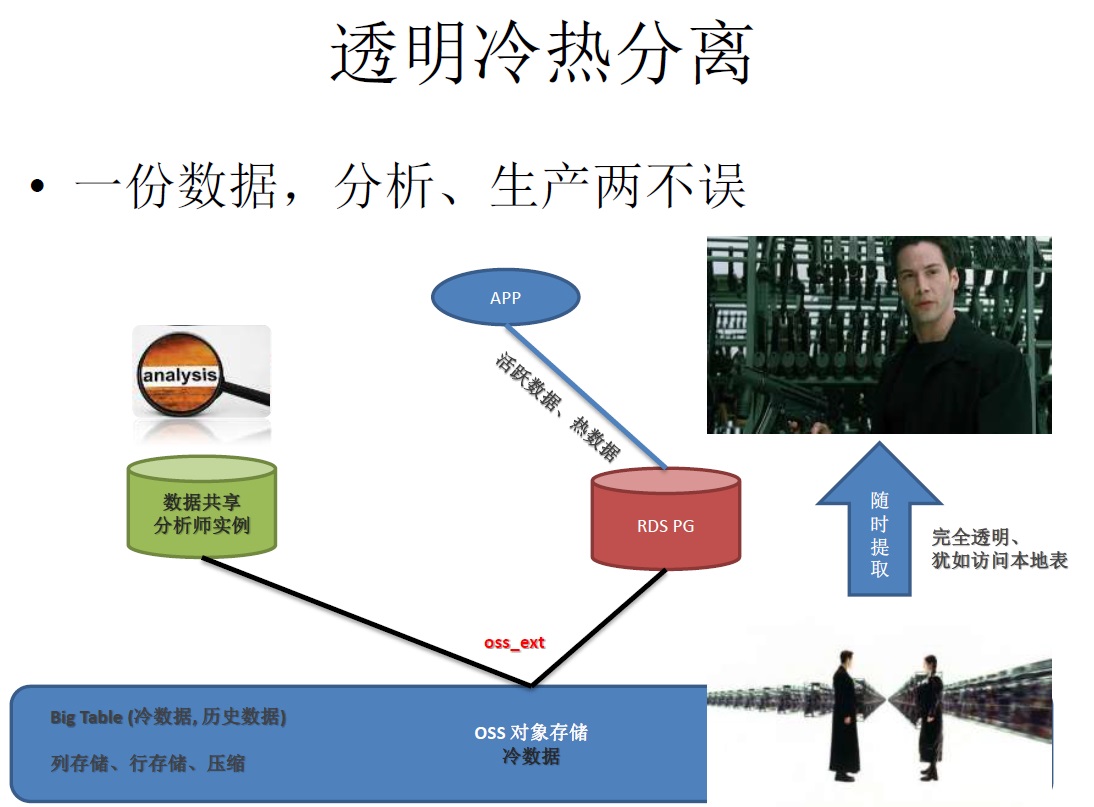 透明冷热分离
• 一份数据，分析、生产两不误
APP
活跃数据、热数据
analysis
数据共享
分析师实例
RDS PG
随
时
提
取
完全透明、
犹如访问本地表
oss_ext
Big Table (冷数据, 历史数据)
列存储、行存储、压缩
OSS 对象存储
冷数据